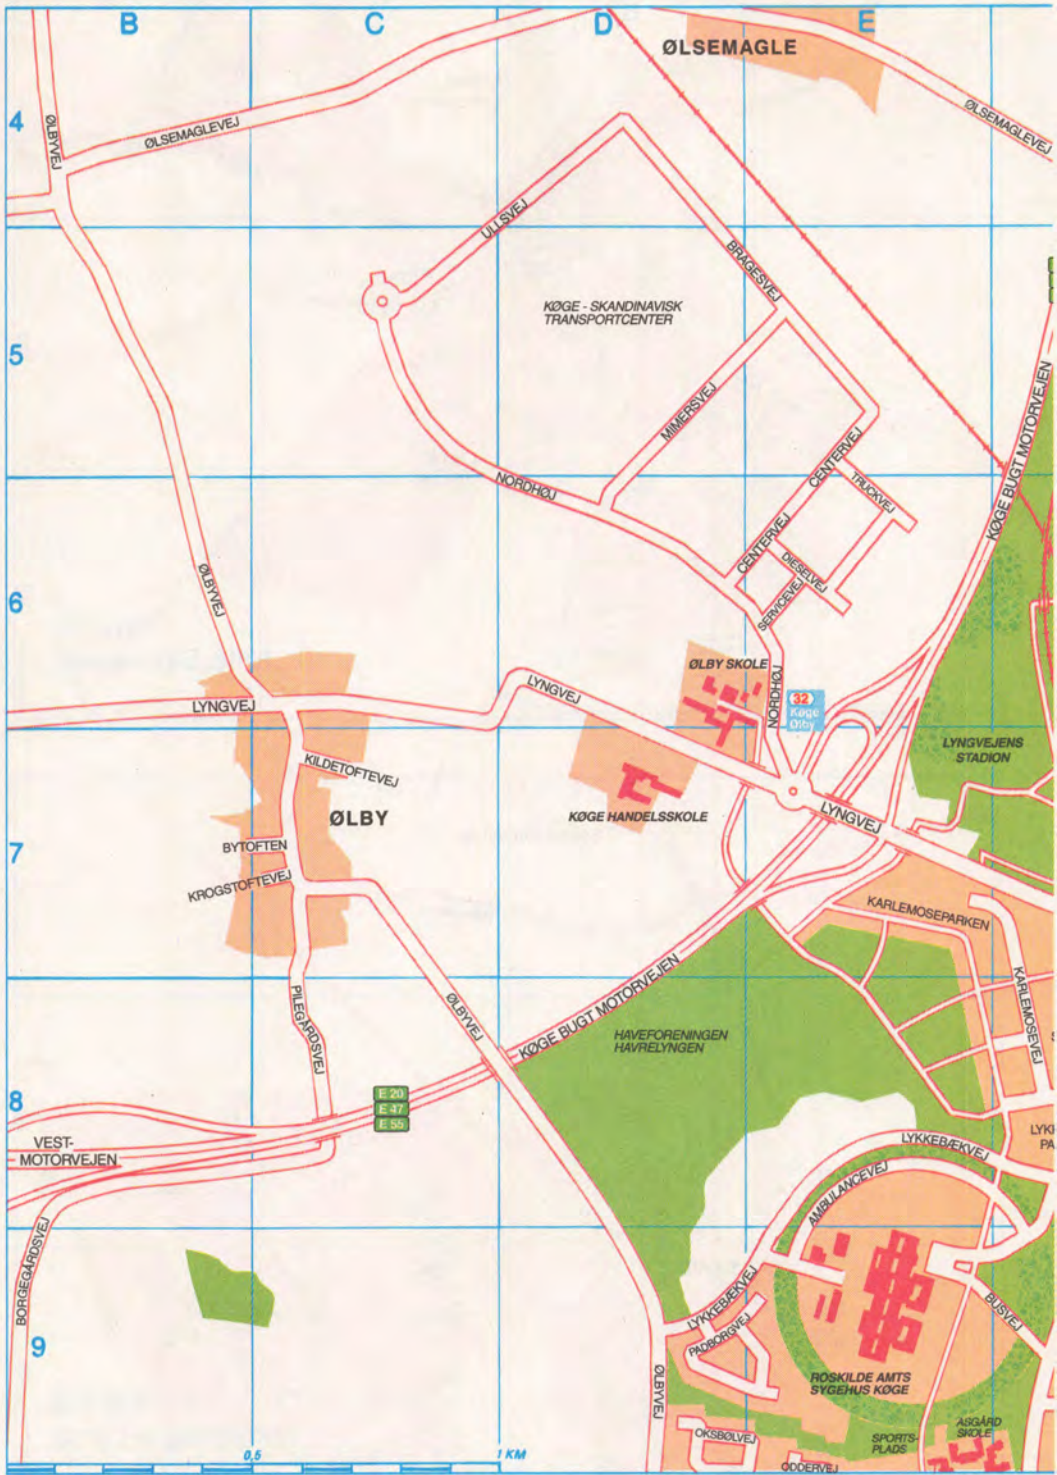 B
C
D
E
ØLSEMAGLE
4
ØLBYVEJ
ØLSEMAGLEVEJ
ØLSEMAGLEVEJ
ULLSVEJ
BRAGESVEJ
KØGE - SKANDINAVISK
TRANSPORTCENTER
5
MIMERSVEJ
KØGE BUGT MOTORVEJEN
CENTERVEJ
NORDHØJ
TRUCKVEJ
CENTERVEJ
DIESELVEJ
SERVICEVEJ
6
ØLBYVEJ
ØLBY SKOLE
LYNGVEJ
LYNGVEJ
NORDHØJ
32
Køge
Ølby
LYNGVEJENS
STADION
KILDETOFTEVEJ
ØLBY
KØGE HANDELSSKOLE
LYNGVEJ
7
BYTOFTEN
KROGSTOFTEVEJ
KARLEMOSEPARKEN
KARLEMOSEVEJ
PILEGÅRDSVEJ
ØLBYVEJ
KØGE BUGT MOTORVEJEN
HAVEFORENINGEN
HAVRELYNGEN
8
E 20
E 47
E 55
VEST-
MOTORVEJEN
LYKKEBÆKVEJ
LYK
PA
AMBULANCEVEJ
BORGEGÅRDSVEJ
LYKKEBÆKVEJ
BUSVEJ
9
PADBORGVEJ
ROSKILDE AMTS
SYGEHUS KØGE
ØLBYVEJ
OKSBØLVEJ
SPORTS-
PLADS
ASGÅRD
SKOLE
ODDERVEJ
0,5
1 KM